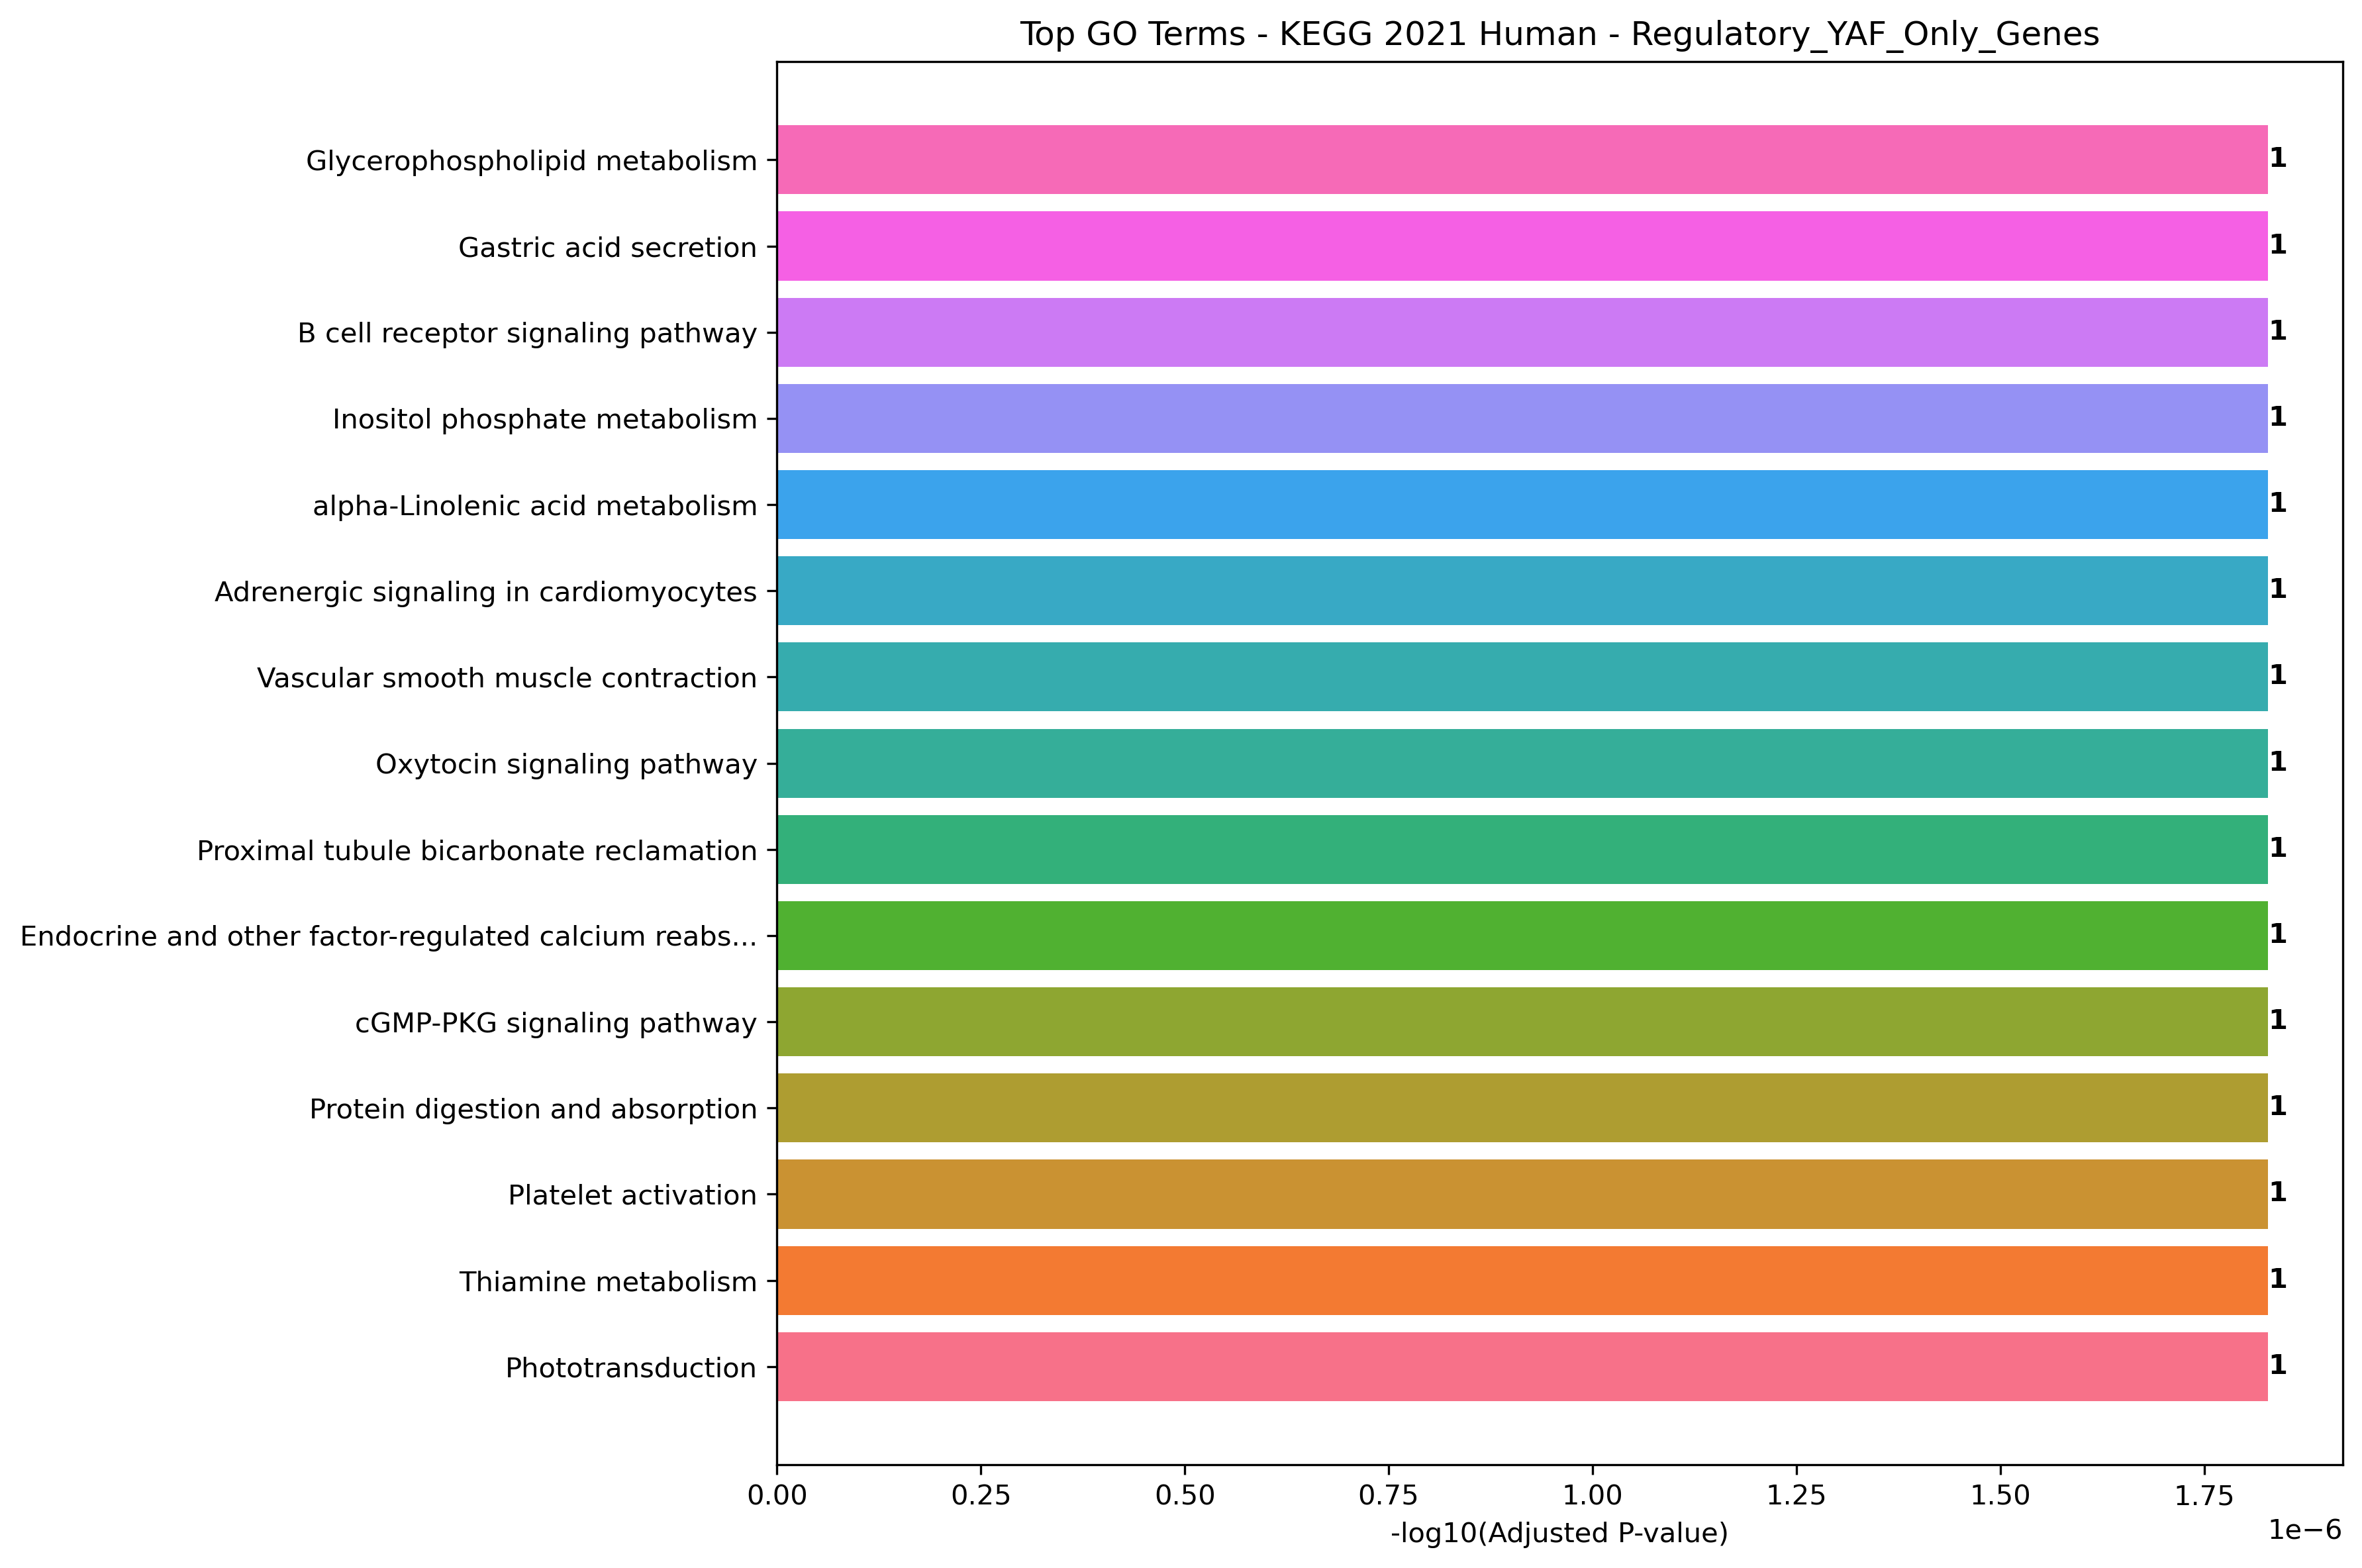 Top GO Terms - KEGG 2021 Human - Regulatory_YAF_Only_Genes
Glycerophospholipid metabolism 1
Gastric acid secretion 1
B cell receptor signaling pathway 1
Inositol phosphate metabolism 1
alpha-Linolenic acid metabolism 1
Adrenergic signaling in cardiomyocytes 1
Vascular smooth muscle contraction 1
Oxytocin signaling pathway 1
Proximal tubule bicarbonate reclamation 1
Endocrine and other factor-regulated calcium reabs... 1
cGMP-PKG signaling pathway 1
Protein digestion and absorption 1
Platelet activation 1
Thiamine metabolism 1
Phototransduction 1
0.00 0.25 0.50 0.75 1.00 1.25 1.50 1.75
-log10(Adjusted P-value)
1e−6